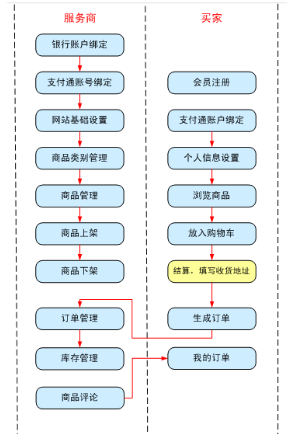 服务商
买家
银行账户绑定
支付通账号绑定
会员注册
网站基础设置
支付通账户绑定
商品类别管理
个人信息设置
商品管理
浏览商品
商品上架
放入购物车
商品下架
结算，填写收货地址
订单管理
生成订单
库存管理
我的订单
商品评论